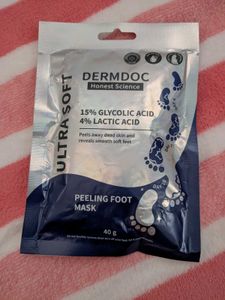 ULTRA SOFT
DERMDOC
Honest Science
15% GLYCOLIC ACID
4% LACTIC ACID
Peels away dead skin and
reveals smooth soft feet
PEELING FOOT
MASK
40 g